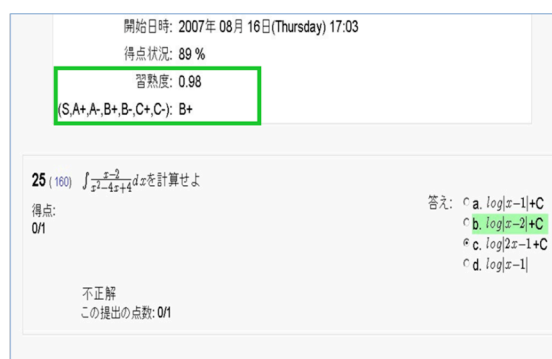 開始日時: 2007年 08月 16日(Thursday) 17:03
得点状況: 89 %
習熟度: 0.98
(S,A+,A-,B+,B-,C+,C-): B+
25 (160) ∫ x-2/x²-4x+4 dxを計算せよ
得点:
0/1
答え: a. log|x-1|+C
b. log|x-2|+C
c. log|2x-1+C
d. log|x-1|
不正解
この提出の点数: 0/1